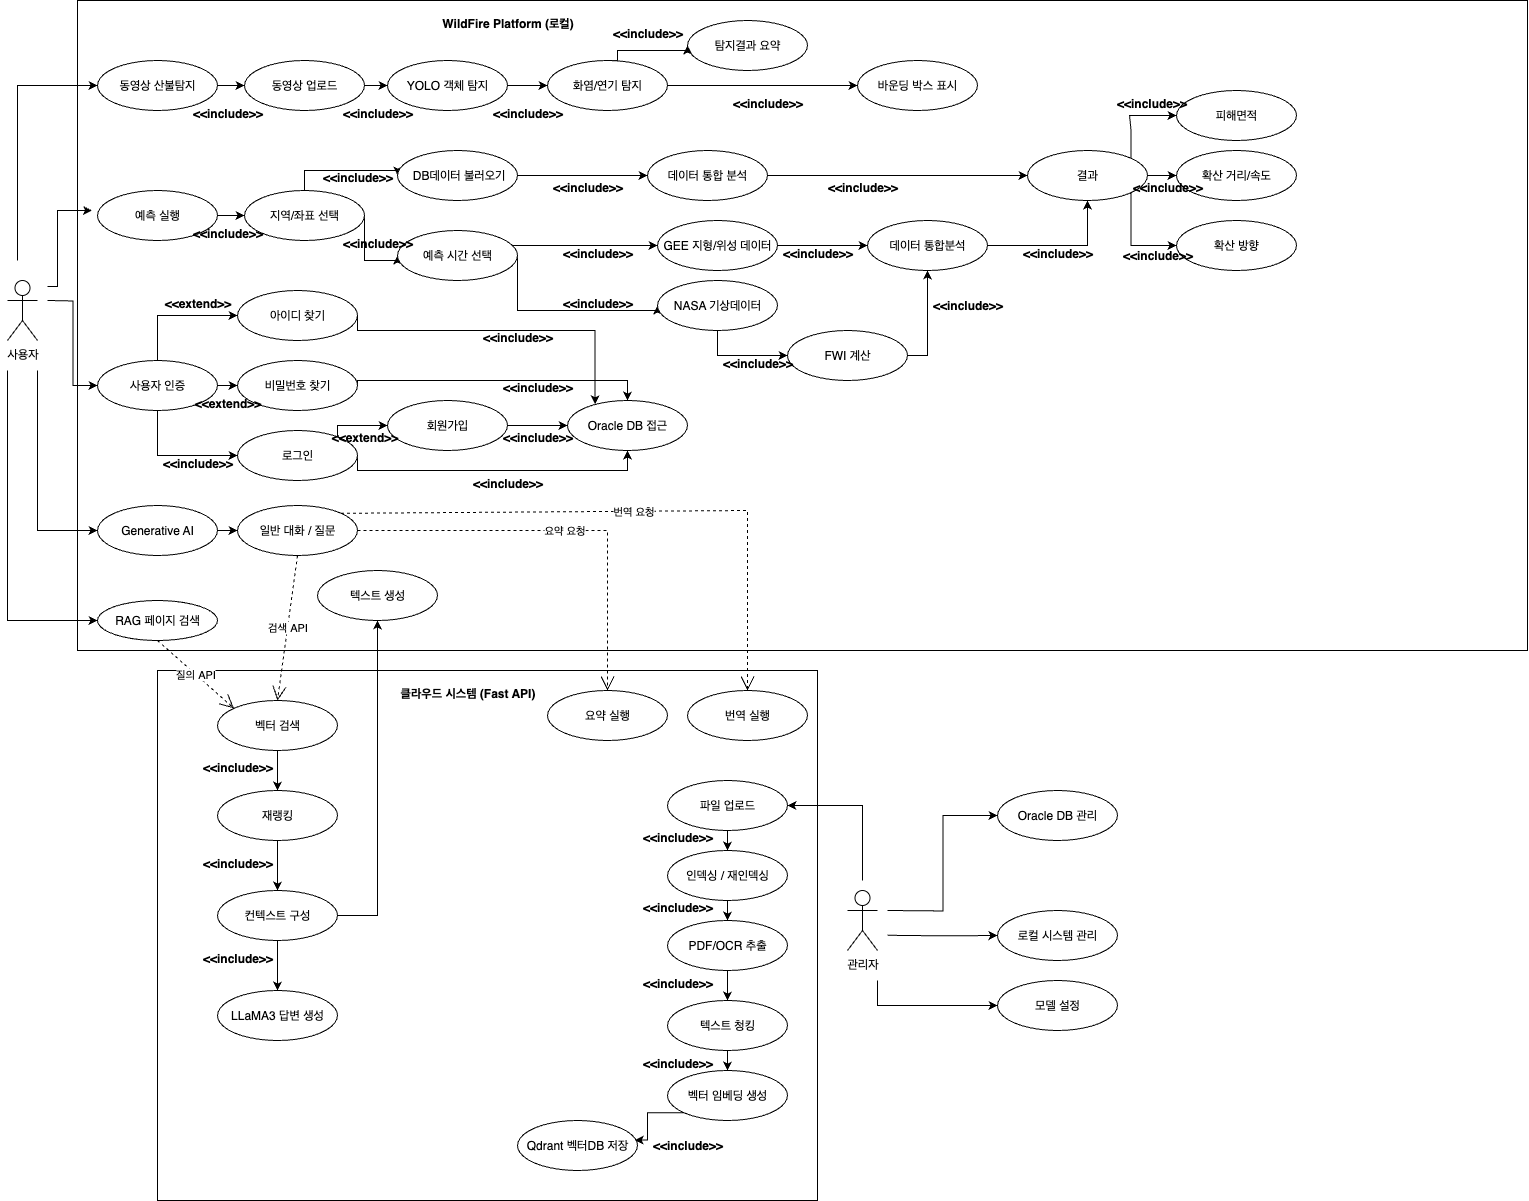 WildFire Platform (로컬)
<<include>>
탐지결과 요약
동영상 산불탐지
동영상 업로드
YOLO 객체 탐지
화염/연기 탐지
바운딩 박스 표시
<<include>>
<<include>>
<<include>>
<<include>>
<<include>>
피해면적
DB데이터 불러오기
데이터 통합 분석
결과
확산 거리/속도
<<include>>
<<include>>
<<include>>
<<include>>
예측 실행
지역/좌표 선택
<<include>>
<<include>>
예측 시간 선택
<<include>>
GEE 지형/위성 데이터
<<include>>
데이터 통합분석
<<include>>
<<include>>
확산 방향
<<extend>>
아이디 찾기
<<include>>
NASA 기상데이터
<<include>>
<<include>>
사용자
<<include>>
FWI 계산
사용자 인증
<<extend>>
비밀번호 찾기
<<include>>
회원가입
<<extend>>
<<include>>
Oracle DB 접근
<<include>>
로그인
<<include>>
Generative AI
일반 대화 / 질문
번역 요청
요약 요청
텍스트 생성
RAG 페이지 검색
검색 API
질의 API
클라우드 시스템 (Fast API)
벡터 검색
요약 실행
번역 실행
<<include>>
재랭킹
<<include>>
컨텍스트 구성
<<include>>
LLaMA3 답변 생성
파일 업로드
<<include>>
인덱싱 / 재인덱싱
<<include>>
PDF/OCR 추출
<<include>>
텍스트 청킹
<<include>>
벡터 임베딩 생성
Qdrant 벡터DB 저장
<<include>>
관리자
Oracle DB 관리
로컬 시스템 관리
모델 설정